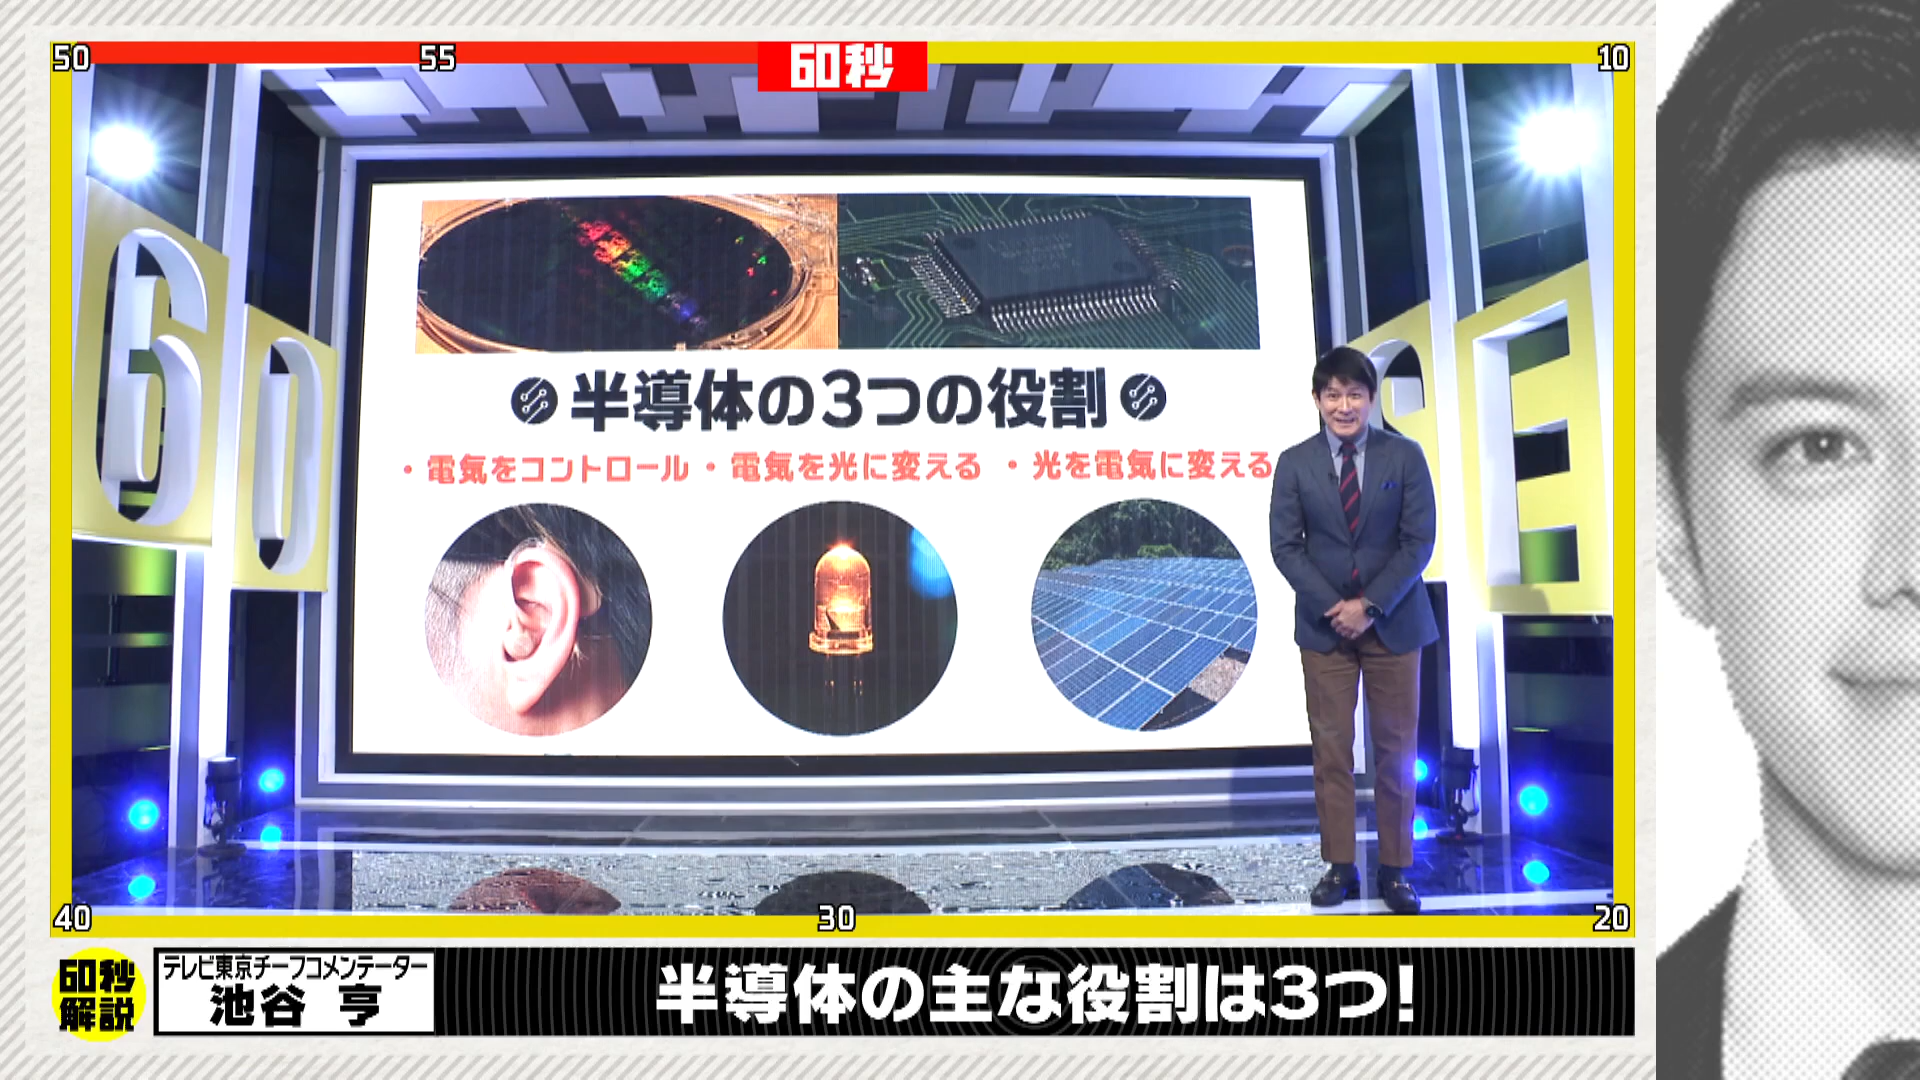 50
55
60秒
10
60
SE
半導体の3つの役割
・電気をコントロール ・電気を光に変える ・光を電気に変える
40
30
20
60秒
解説
テレビ東京チーフコメンテーター
池谷 亨
半導体の主な役割は3つ!